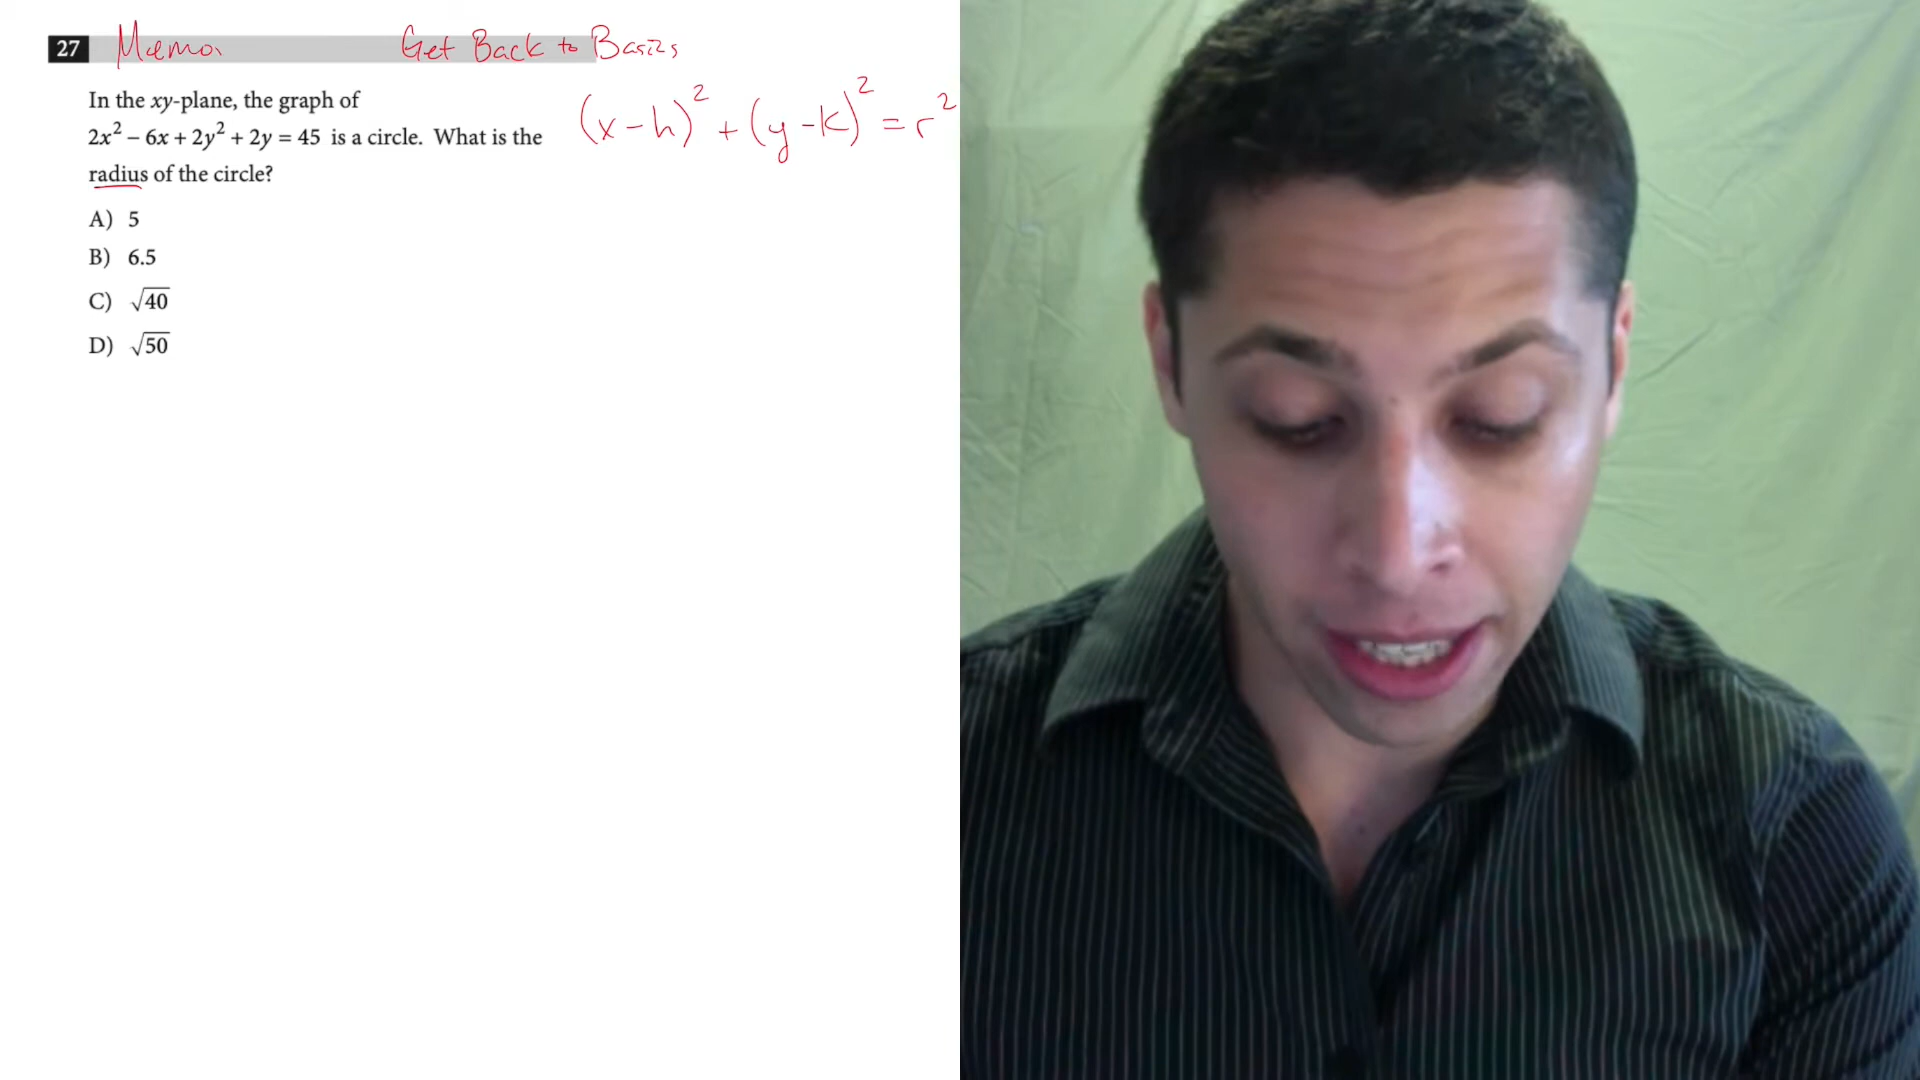 27 Memo Get Back to Basics
In the xy-plane, the graph of
2x² − 6x + 2y² + 2y = 45 is a circle. What is the
radius of the circle?
(x-h)² + (y-k)² = r²
A) 5
B) 6.5
C) √40
D) √50